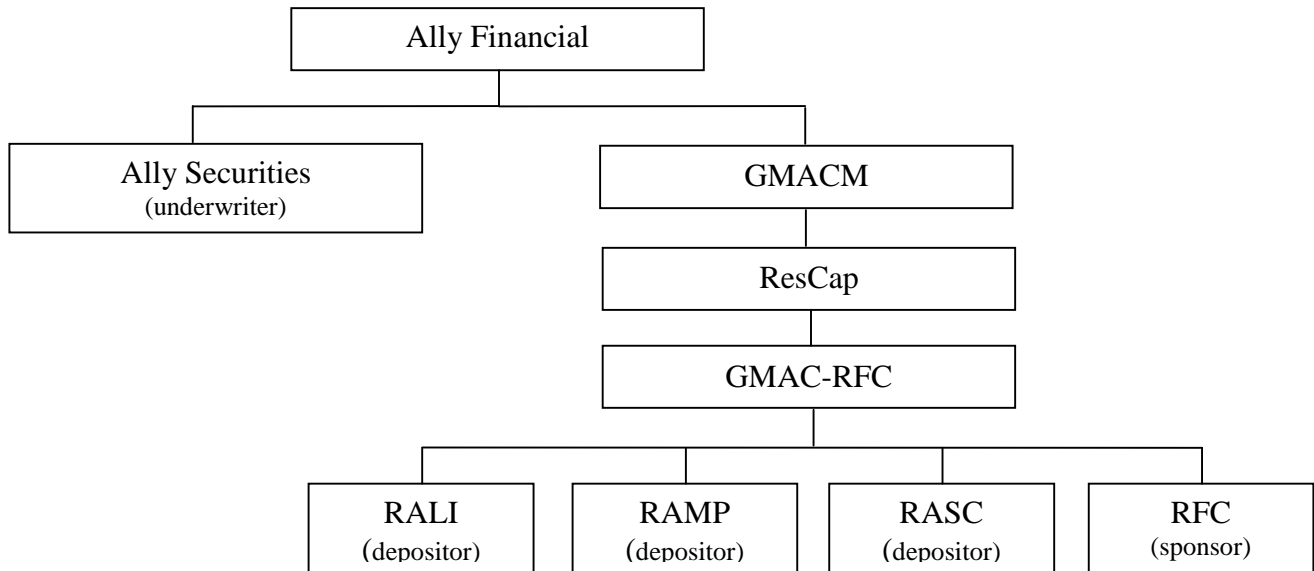 Ally Financial
Ally Securities
(underwriter)
GMACM
ResCap
GMAC-RFC
RALI
(depositor)
RAMP
(depositor)
RASC
(depositor)
RFC
(sponsor)